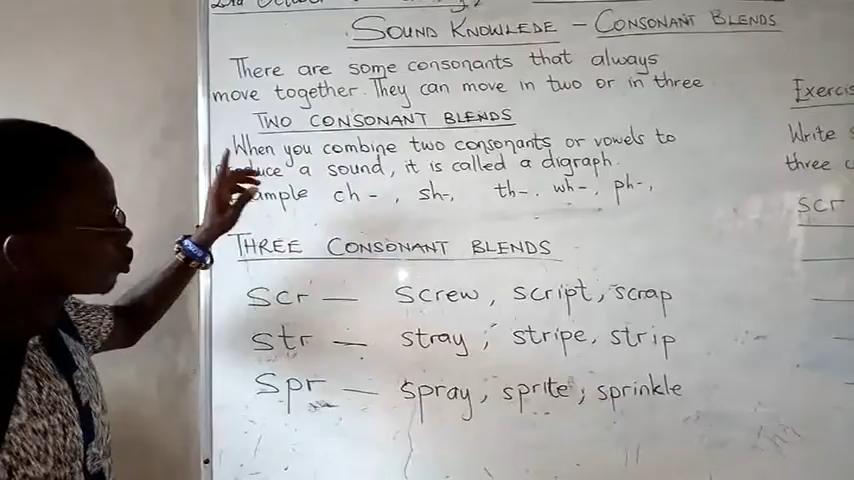 SOUND KNOWLEDE - CONSONANT BLENDS
There are some consonants that always
move together. They can move in two or in three
TWO CONSONANT BLENDS
When you combine two consonants or vowels to
a sound, it is called a digraph.
ch -, sh-, th-. wh-, ph-,
THREE CONSONANT BLENDS
scr — screw, script, scrap
str — stray, stripe, strip
spr — spray, sprite, sprinkle
Exercis
Write
three
scr